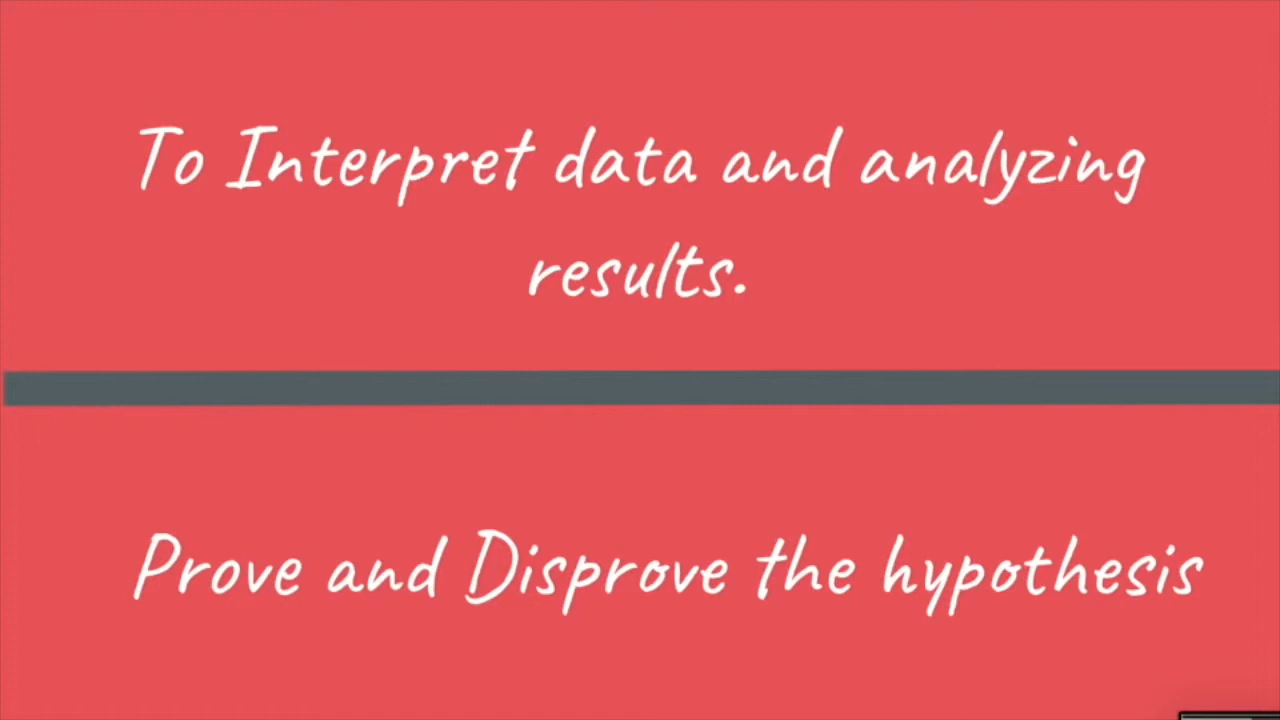 To Interpret data and analyzing
results.
Prove and Disprove the hypothesis